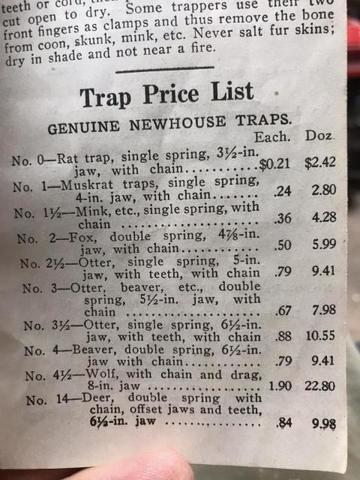 teeth or cord, then
cut open to dry. Some trappers use their two
front fingers as clamps and thus remove the bone
from coon, skunk, mink, etc. Never salt fur skins;
dry in shade and not near a fire.
Trap Price List
GENUINE NEWHOUSE TRAPS.
Each. Doz.
No. 0—Rat trap, single spring, 3½-in.
jaw, with chain...........$0.21 $2.42
No. 1—Muskrat traps, single spring,
4-in. jaw, with chain....... .24 2.80
No. 1½—Mink, etc., single spring, with
chain .................... .36 4.28
No. 2—Fox, double spring, 4⅞-in.
jaw, with chain............ .50 5.99
No. 2½—Otter, single spring, 5-in.
jaw, with teeth, with chain .79 9.41
No. 3—Otter, beaver, etc., double
spring, 5½-in. jaw, with
chain .................... .67 7.98
No. 3½—Otter, single spring, 6½-in.
jaw, with teeth, with chain .88 10.55
No. 4—Beaver, double spring, 6½-in.
jaw, with chain............ .79 9.41
No. 4½—Wolf, with chain and drag,
8-in. jaw ................. 1.90 22.80
No. 14—Deer, double spring with
chain, offset jaws and teeth,
6½-in. jaw ............... .84 9.98